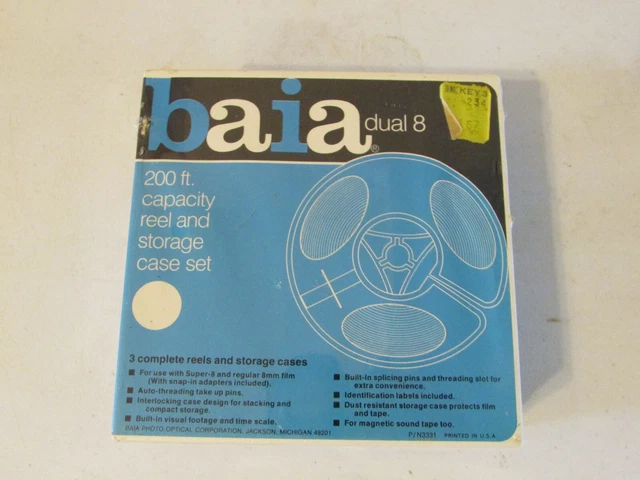 baia®
dual 8
KEY3
234
200 ft.
capacity
reel and
storage
case set
3 complete reels and storage cases
■ For use with Super-8 and regular 8mm film
(With snap-in adapters included).
■ Auto-threading take up pins.
■ Interlocking case design for stacking and
compact storage.
■ Built-in visual footage and time scale.
■ Built-in splicing pins and threading slot for
extra convenience.
■ Identification labels included.
■ Dust resistant storage case protects film
and tape.
■ For magnetic sound tape too.
BAIA PHOTO-OPTICAL CORPORATION, JACKSON, MICHIGAN 49201
P/N3331 PRINTED IN U.S.A.